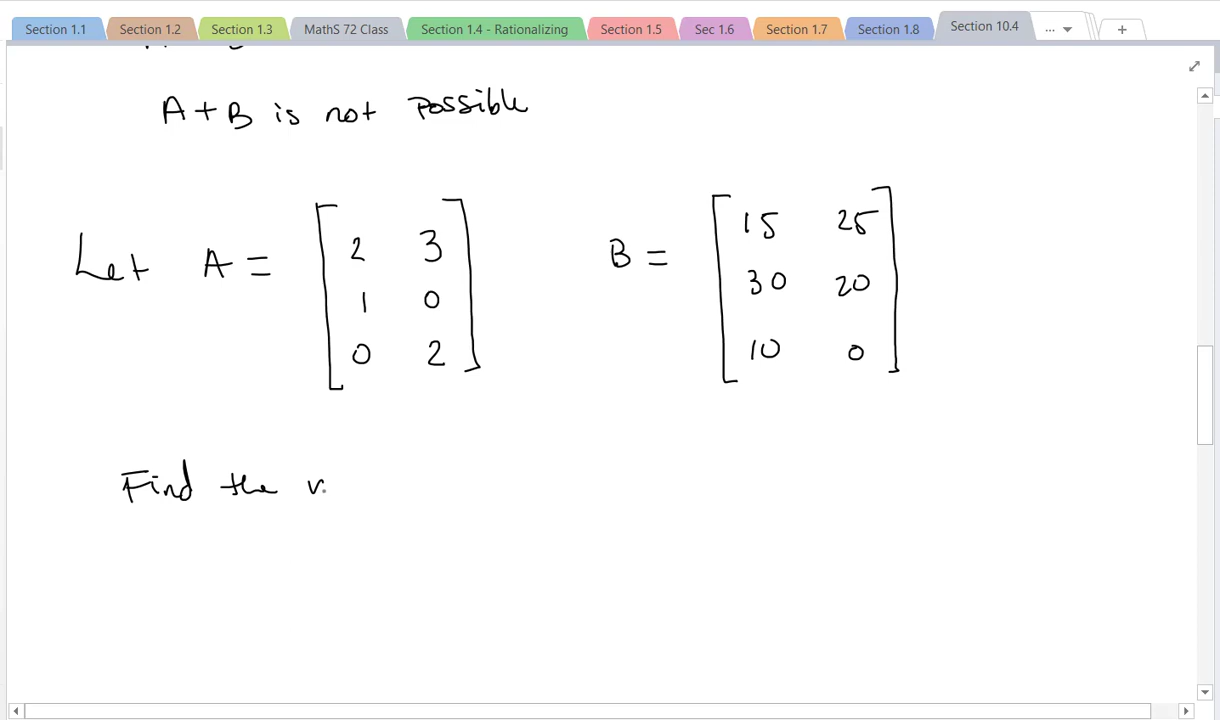 Section 1.1 Section 1.2 Section 1.3 MathS 72 Class Section 1.4 - Rationalizing Section 1.5 Sec 1.6 Section 1.7 Section 1.8 Section 10.4 ... +
A + B is not possible
Let A = [ 2 3
1 0
0 2 ]
B = [ 15 25
30 20
10 0 ]
Find the